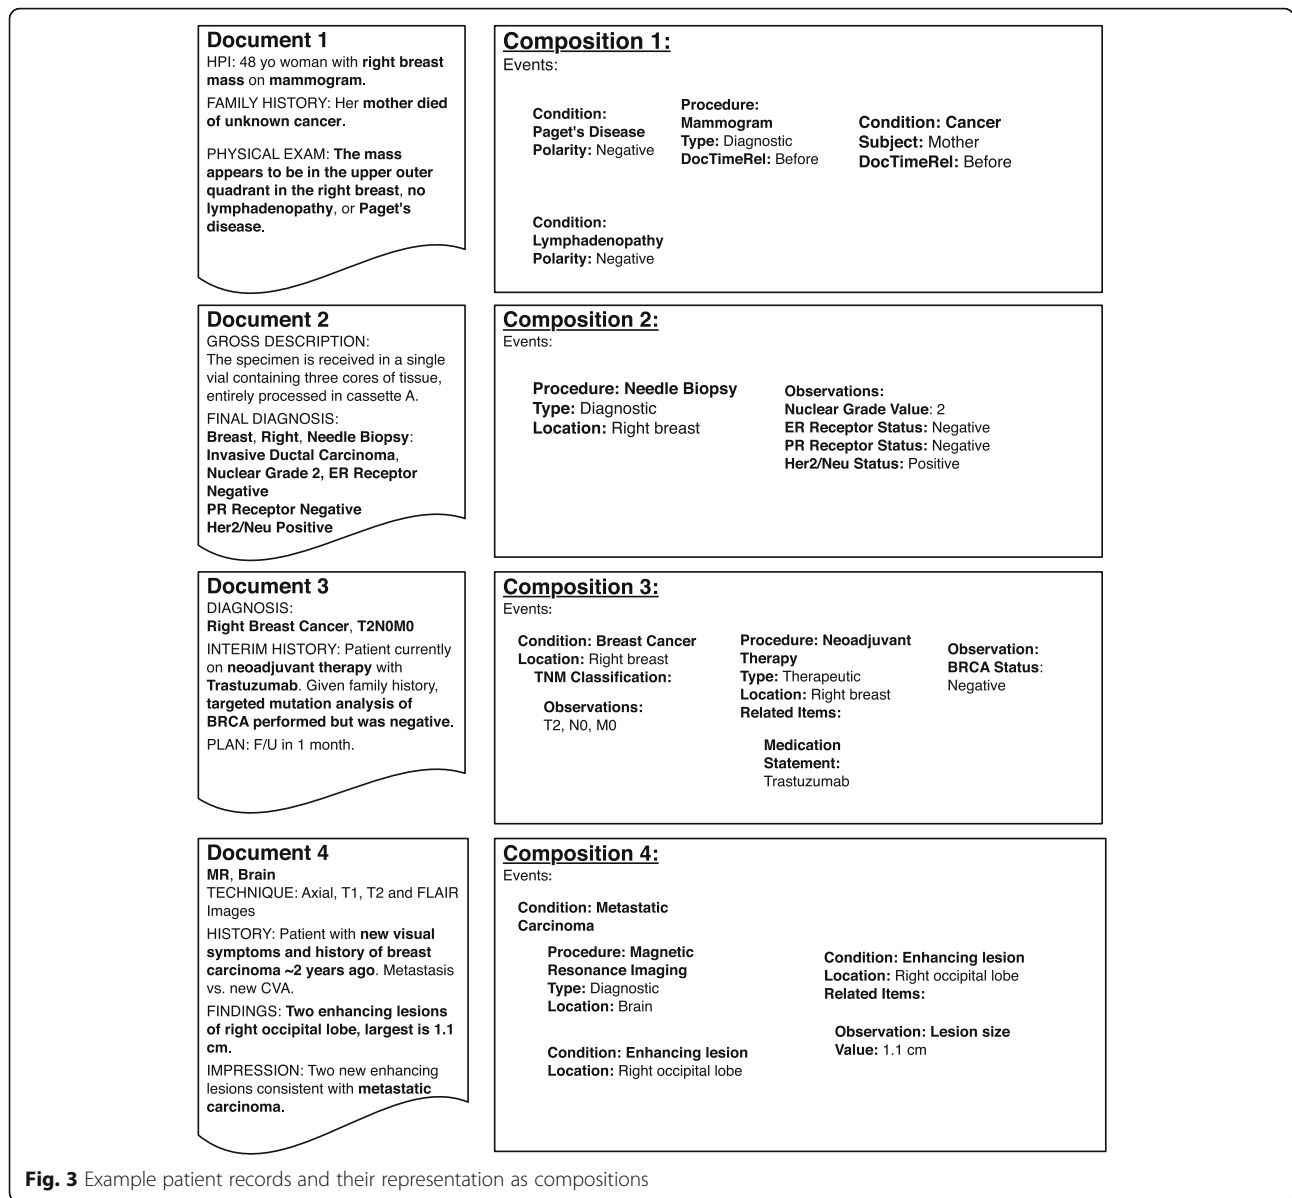 Document 1
HPI: 48 yo woman with right breast
mass on mammogram.
FAMILY HISTORY: Her mother died
of unknown cancer.
PHYSICAL EXAM: The mass
appears to be in the upper outer
quadrant in the right breast, no
lymphadenopathy, or Paget's
disease.
Composition 1:
Events:
Condition:
Paget's Disease
Polarity: Negative
Procedure:
Mammogram
Type: Diagnostic
DocTimeRel: Before
Condition: Cancer
Subject: Mother
DocTimeRel: Before
Condition:
Lymphadenopathy
Polarity: Negative
Document 2
GROSS DESCRIPTION:
The specimen is received in a single
vial containing three cores of tissue,
entirely processed in cassette A.
FINAL DIAGNOSIS:
Breast, Right, Needle Biopsy:
Invasive Ductal Carcinoma,
Nuclear Grade 2, ER Receptor
Negative
PR Receptor Negative
Her2/Neu Positive
Composition 2:
Events:
Procedure: Needle Biopsy
Type: Diagnostic
Location: Right breast
Observations:
Nuclear Grade Value: 2
ER Receptor Status: Negative
PR Receptor Status: Negative
Her2/Neu Status: Positive
Document 3
DIAGNOSIS:
Right Breast Cancer, T2N0M0
INTERIM HISTORY: Patient currently
on neoadjuvant therapy with
Trastuzumab. Given family history,
targeted mutation analysis of
BRCA performed but was negative.
PLAN: F/U in 1 month.
Composition 3:
Events:
Condition: Breast Cancer
Location: Right breast
TNM Classification:
Observations:
T2, N0, M0
Procedure: Neoadjuvant
Therapy
Type: Therapeutic
Location: Right breast
Related Items:
Medication
Statement:
Trastuzumab
Observation:
BRCA Status:
Negative
Document 4
MR, Brain
TECHNIQUE: Axial, T1, T2 and FLAIR
Images
HISTORY: Patient with new visual
symptoms and history of breast
carcinoma ~2 years ago. Metastasis
vs. new CVA.
FINDINGS: Two enhancing lesions
of right occipital lobe, largest is 1.1
cm.
IMPRESSION: Two new enhancing
lesions consistent with metastatic
carcinoma.
Composition 4:
Events:
Condition: Metastatic
Carcinoma
Procedure: Magnetic
Resonance Imaging
Type: Diagnostic
Location: Brain
Condition: Enhancing lesion
Location: Right occipital lobe
Condition: Enhancing lesion
Location: Right occipital lobe
Related Items:
Observation: Lesion size
Value: 1.1 cm
Fig. 3 Example patient records and their representation as compositions